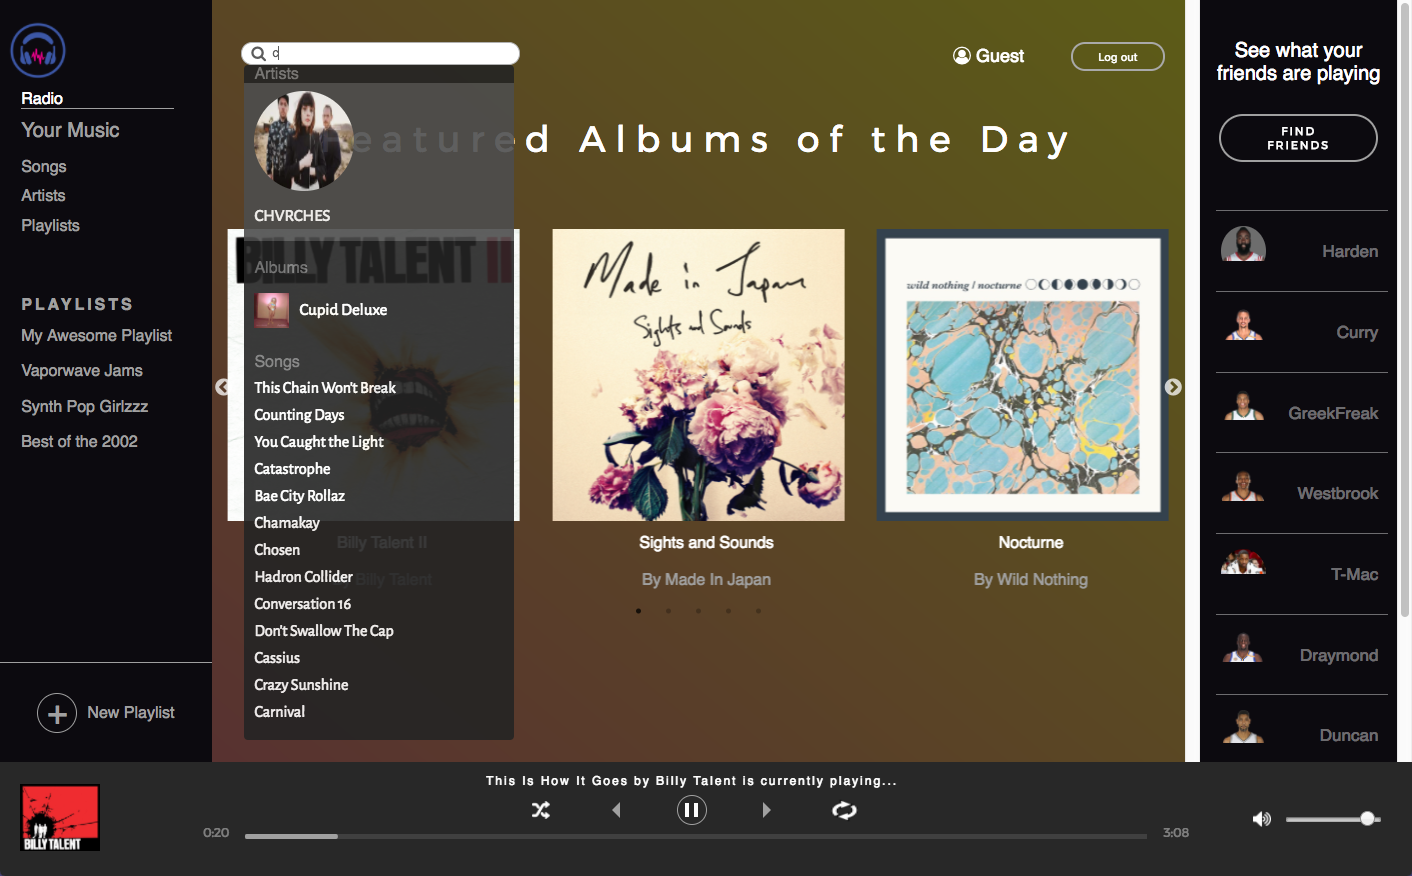 Radio
Your Music
Songs
Artists
Playlists
PLAYLISTS
My Awesome Playlist
Vaporwave Jams
Synth Pop Girlzzz
Best of the 2002
New Playlist
c
Artists
CHVRCHES
Albums
Cupid Deluxe
Songs
This Chain Won't Break
Counting Days
You Caught the Light
Catastrophe
Bae City Rollaz
Chamakay
Chosen
Hadron Collider
Conversation 16
Don't Swallow The Cap
Cassius
Crazy Sunshine
Carnival
Guest
Log out
Featured Albums of the Day
BILLY TALENT II
Billy Talent II
Billy Talent
Made in Japan
Sights and Sounds
Sights and Sounds
By Made In Japan
wild nothing / nocturne
Nocturne
By Wild Nothing
See what your
friends are playing
FIND
FRIENDS
Harden
Curry
GreekFreak
Westbrook
T-Mac
Draymond
Duncan
This Is How It Goes by Billy Talent is currently playing...
BILLY TALENT
0:20
3:08